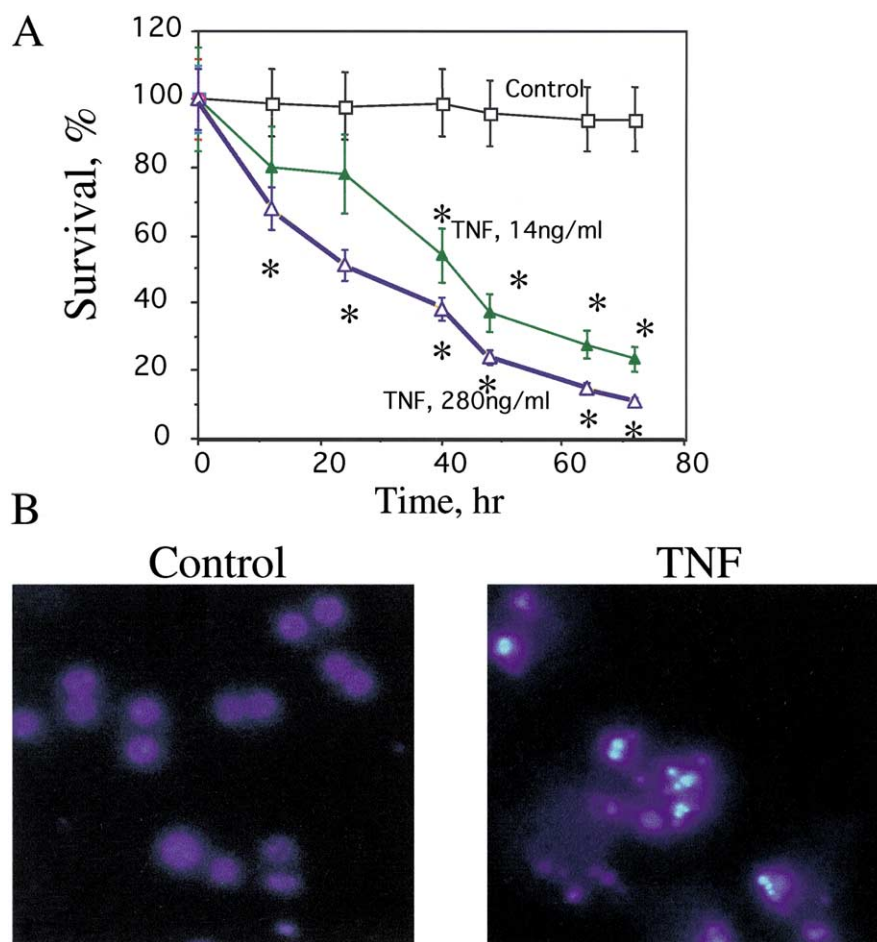 A
120
100
80
60
40
20
0
Survival, %
Control
TNF, 14ng/ml
TNF, 280ng/ml
*
*
*
*
*
*
*
*
*
*
0 20 40 60 80
Time, hr
B
Control TNF